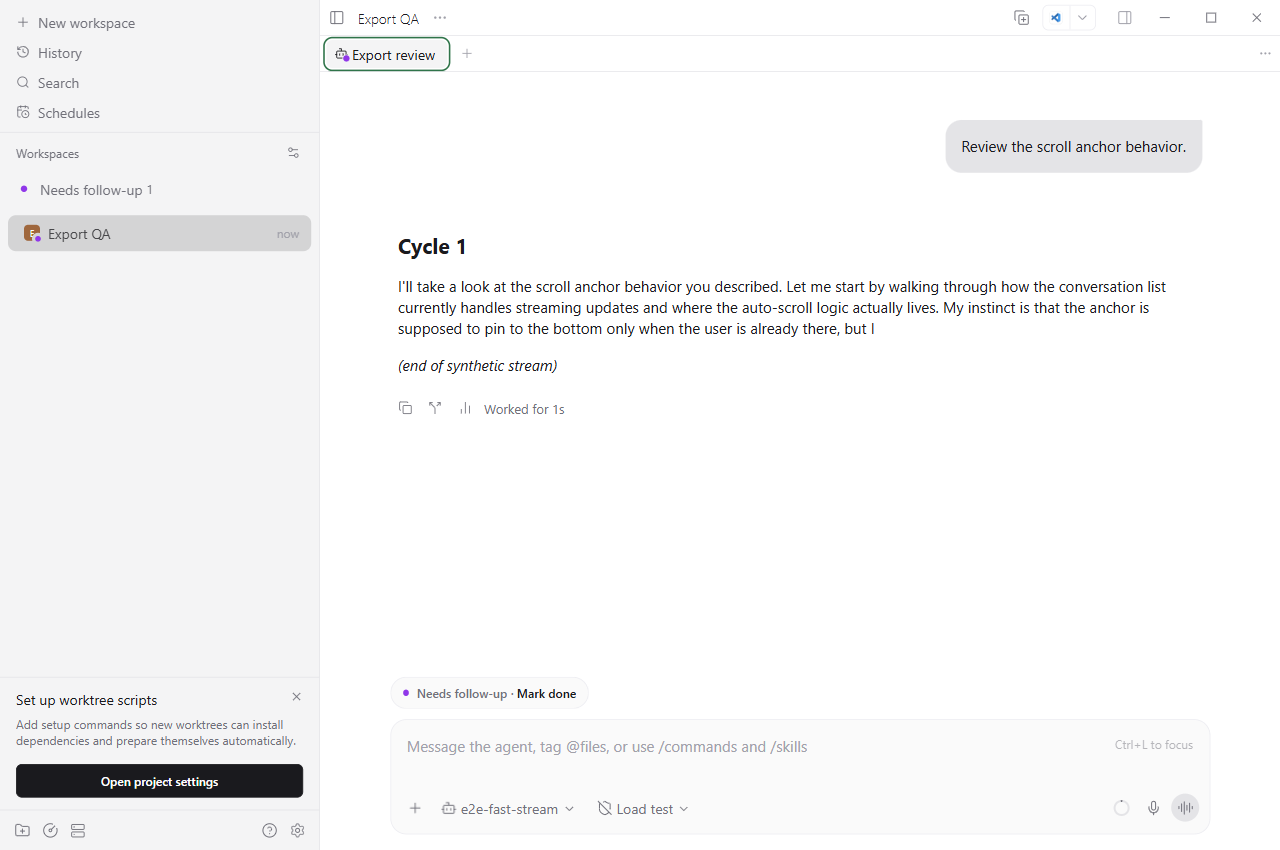 New workspace
History
Search
Schedules
Workspaces
Needs follow-up 1
E
Export QA
now
Set up worktree scripts
Add setup commands so new worktrees can install
dependencies and prepare themselves automatically.
Open project settings
Export QA
Export review
Review the scroll anchor behavior.
Cycle 1
I'll take a look at the scroll anchor behavior you described. Let me start by walking through how the conversation list
currently handles streaming updates and where the auto-scroll logic actually lives. My instinct is that the anchor is
supposed to pin to the bottom only when the user is already there, but I
(end of synthetic stream)
Worked for 1s
Needs follow-up · Mark done
Message the agent, tag @files, or use /commands and /skills
Ctrl+L to focus
e2e-fast-stream
Load test